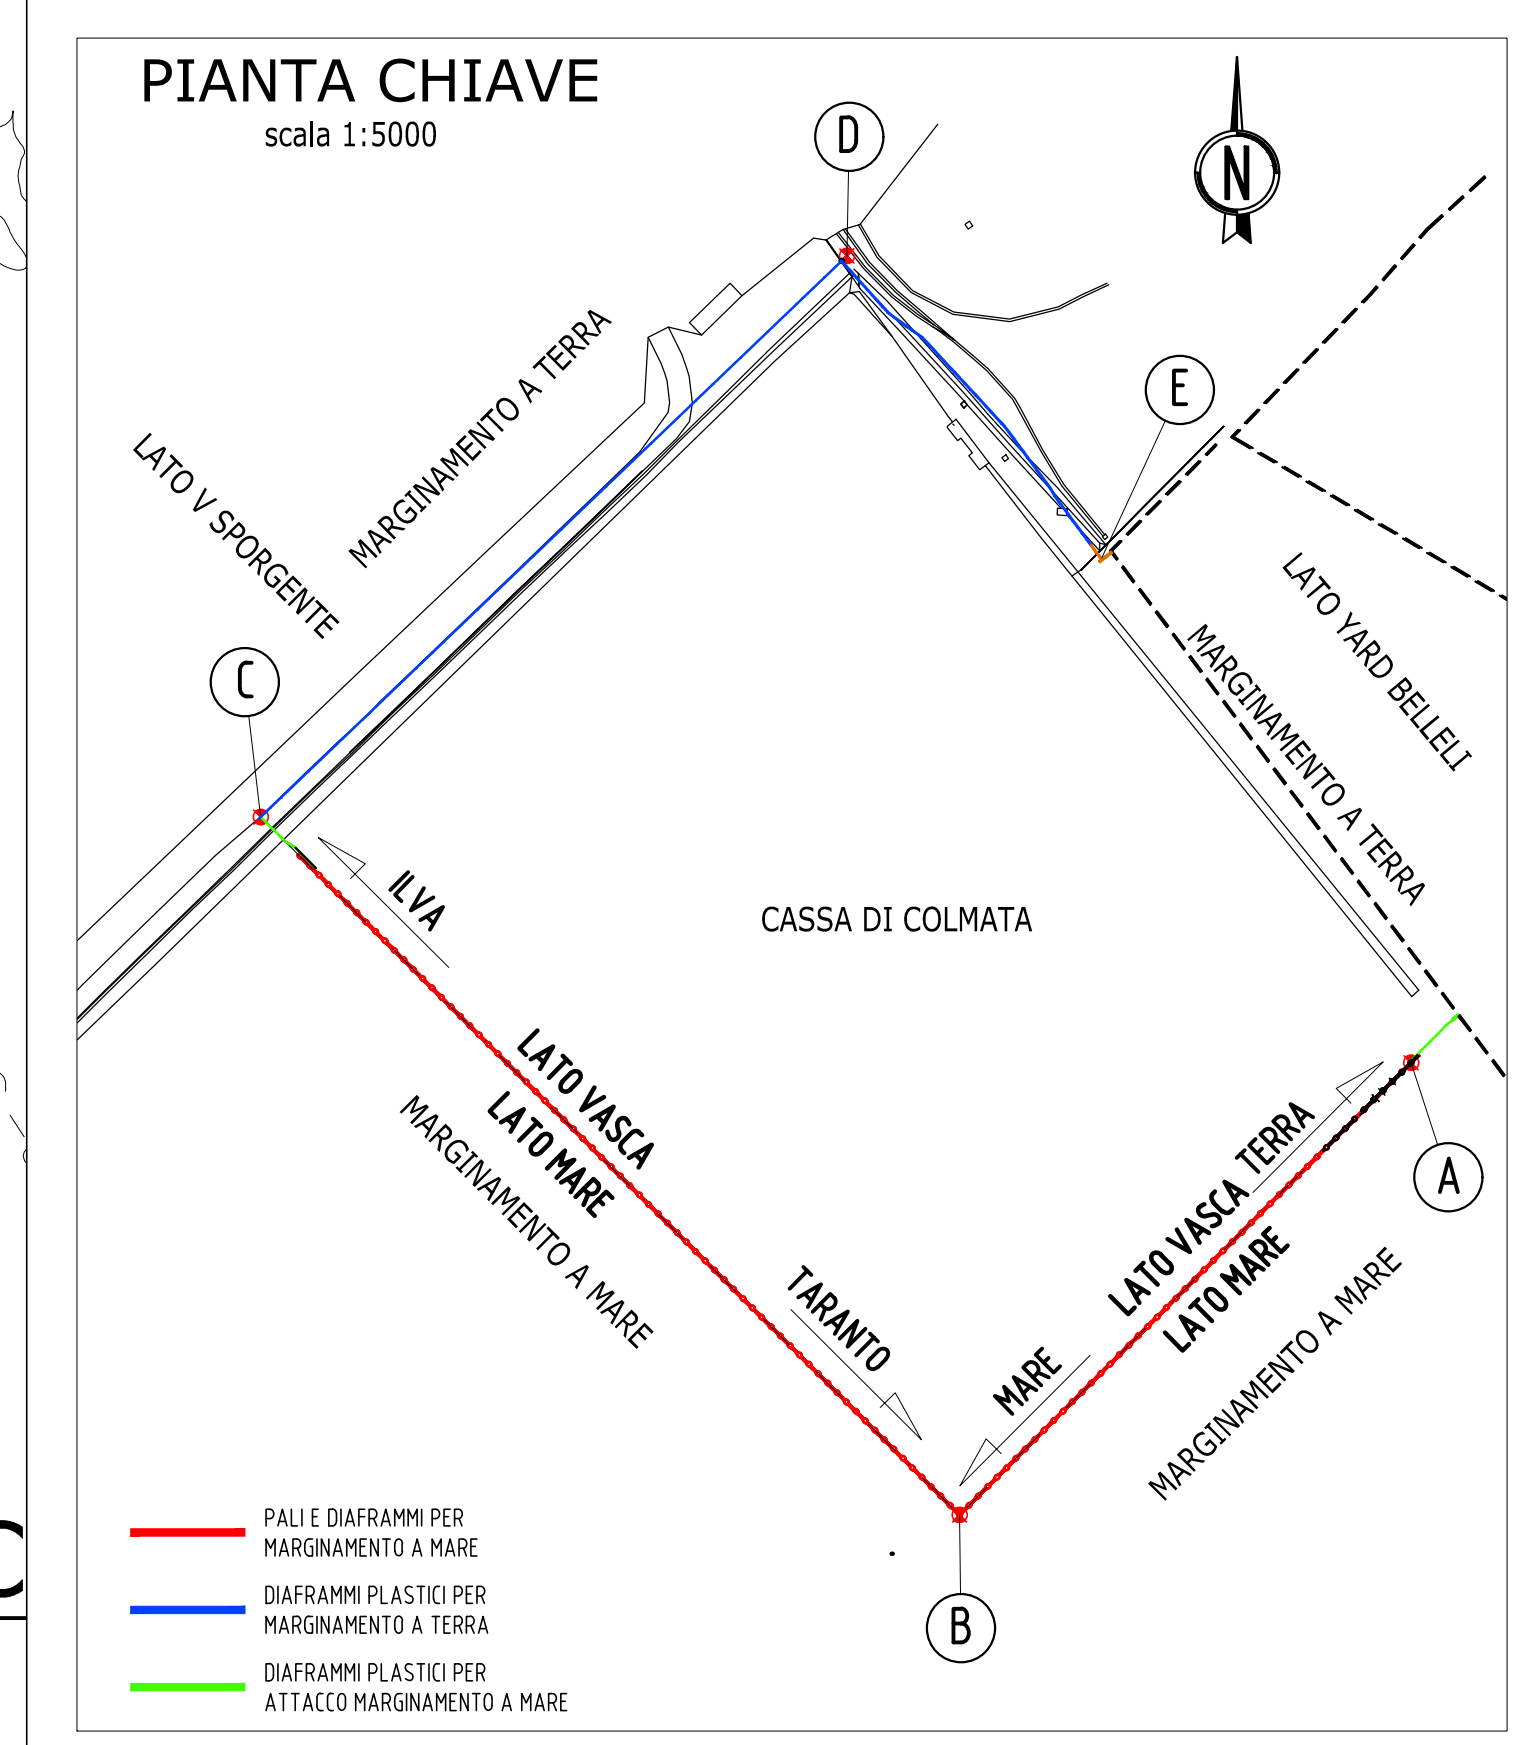 PIANTA CHIAVE
scala 1:5000
D
N
E
MARGINAMENTO A TERRA
LATO V SPORGENTE
C
LATO YARD BELLELI
MARGINAMENTO A TERRA
ILVA
CASSA DI COLMATA
LATO VASCA
LATO MARE
MARGINAMENTO A MARE
TERRA
LATO VASCA
LATO MARE
A
TARANTO
MARE
MARGINAMENTO A MARE
B
PALI E DIAFRAMMI PER
MARGINAMENTO A MARE
DIAFRAMMI PLASTICI PER
MARGINAMENTO A TERRA
DIAFRAMMI PLASTICI PER
ATTACCO MARGINAMENTO A MARE